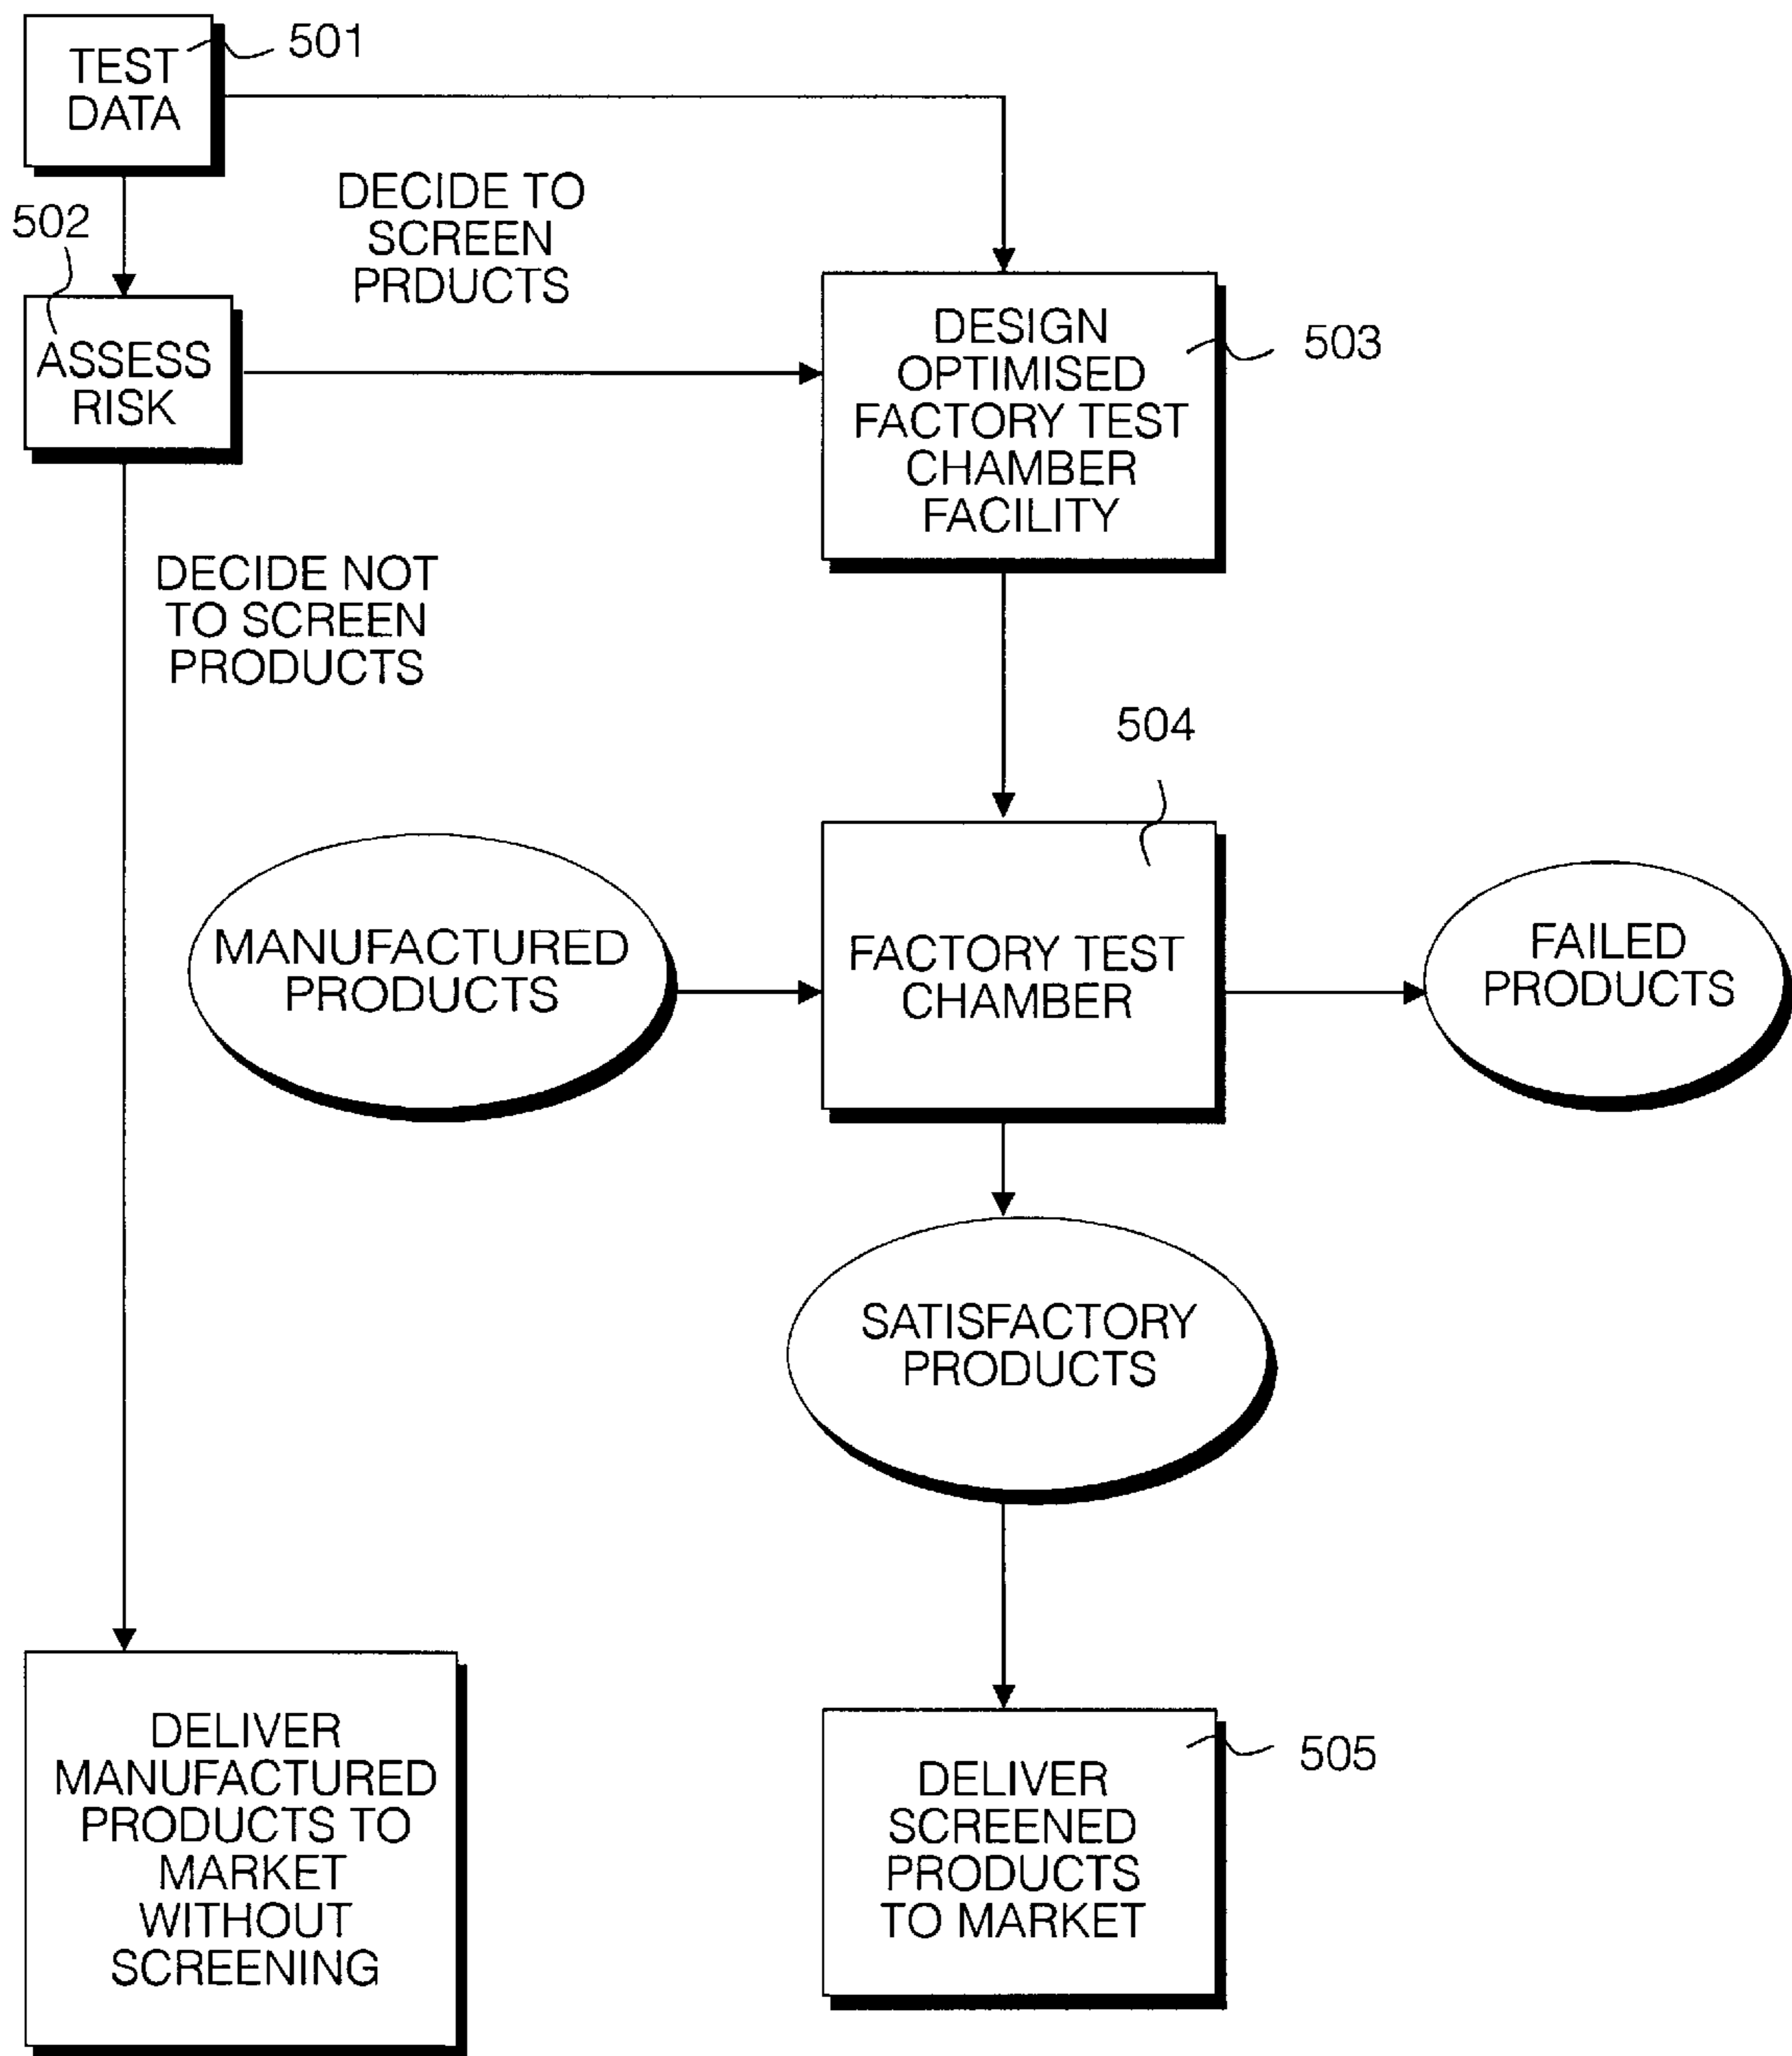 TEST
DATA
501
502
DECIDE TO
SCREEN
PRDUCTS
ASSESS
RISK
DESIGN
OPTIMISED
FACTORY TEST
CHAMBER
FACILITY
503
DECIDE NOT
TO SCREEN
PRODUCTS
504
MANUFACTURED
PRODUCTS
FACTORY TEST
CHAMBER
FAILED
PRODUCTS
SATISFACTORY
PRODUCTS
DELIVER
MANUFACTURED
PRODUCTS TO
MARKET
WITHOUT
SCREENING
DELIVER
SCREENED
PRODUCTS
TO MARKET
505